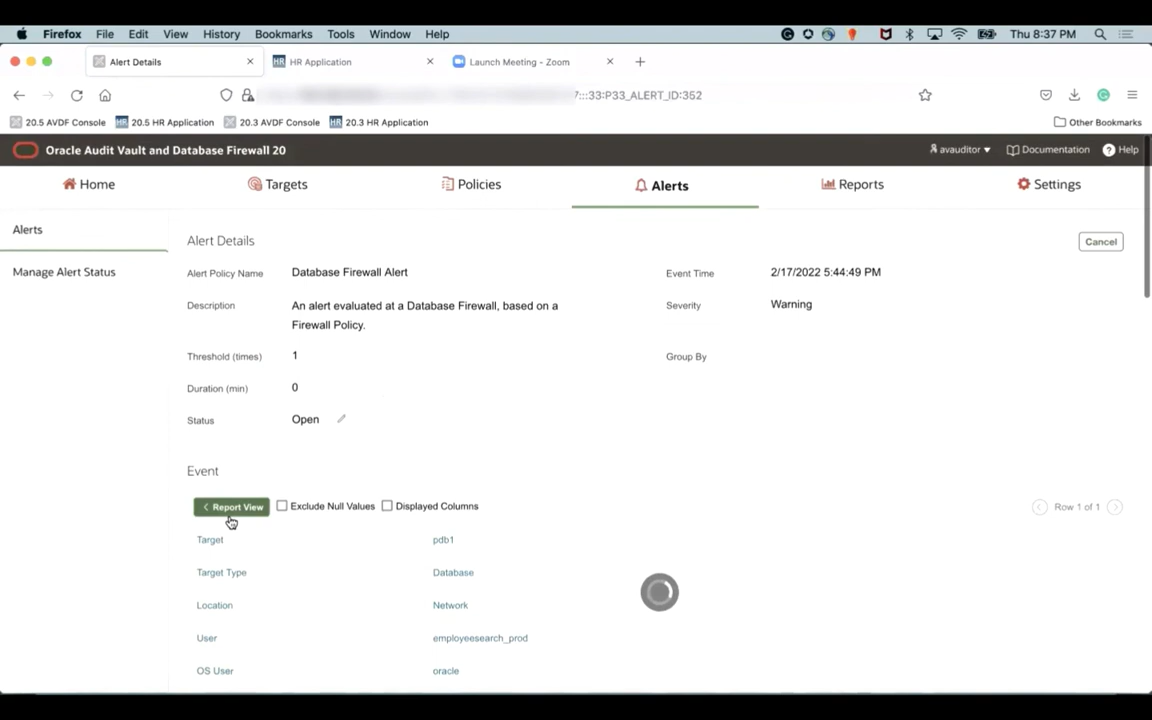 Firefox File Edit View History Bookmarks Tools Window Help Thu 8:37 PM
Alert Details HR HR Application Launch Meeting - Zoom
7:::33:P33_ALERT_ID:352
20.5 AVDF Console HR 20.5 HR Application 20.3 AVDF Console HR 20.3 HR Application Other Bookmarks
Oracle Audit Vault and Database Firewall 20 avauditor Documentation ? Help
Home Targets Policies Alerts Reports Settings
Alerts
Manage Alert Status
Alert Details Cancel
Alert Policy Name Database Firewall Alert Event Time 2/17/2022 5:44:49 PM
Description An alert evaluated at a Database Firewall, based on a Severity Warning
Firewall Policy.
Threshold (times) 1 Group By
Duration (min) 0
Status Open
Event
Report View Exclude Null Values Displayed Columns Row 1 of 1
Target pdb1
Target Type Database
Location Network
User employeesearch_prod
OS User oracle